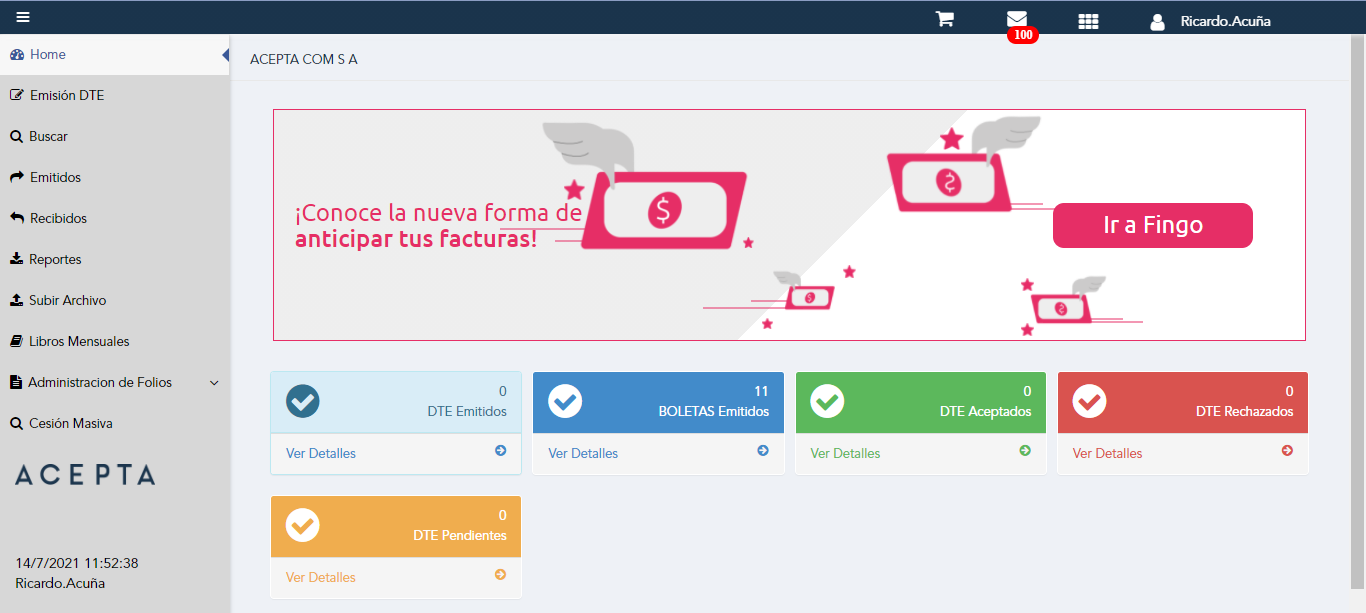 Ricardo.Acuña
100
Home
ACEPTA COM S A
Emisión DTE
Buscar
Emitidos
Recibidos
Reportes
Subir Archivo
Libros Mensuales
Administracion de Folios
Cesión Masiva
ACEPTA
14/7/2021 11:52:38
Ricardo.Acuña
¡Conoce la nueva forma de
anticipar tus facturas!
$
$
$
$
Ir a Fingo
0
DTE Emitidos
Ver Detalles
11
BOLETAS Emitidos
Ver Detalles
0
DTE Aceptados
Ver Detalles
0
DTE Rechazados
Ver Detalles
0
DTE Pendientes
Ver Detalles